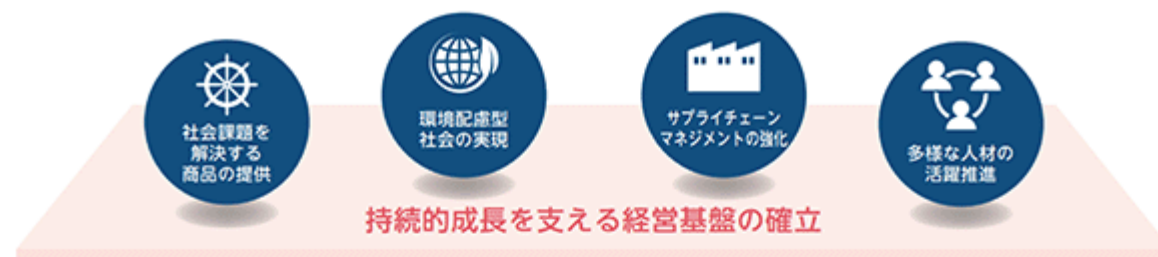 社会課題を
解決する
商品の提供
環境配慮型
社会の実現
サプライチェーン
マネジメントの強化
多様な人材の
活躍推進
持続的成長を支える経営基盤の確立